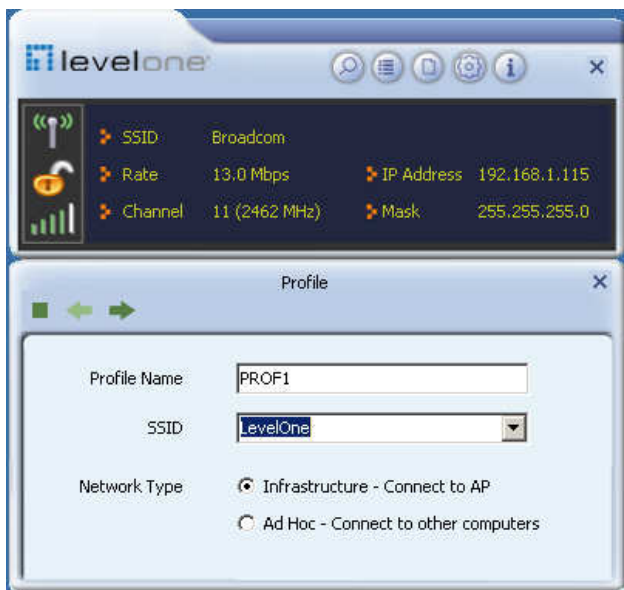 levelone
SSID Broadcom
Rate 13.0 Mbps IP Address 192.168.1.115
Channel 11 (2462 MHz) Mask 255.255.255.0
Profile
Profile Name PROF1
SSID LevelOne
Network Type Infrastructure - Connect to AP
Ad Hoc - Connect to other computers